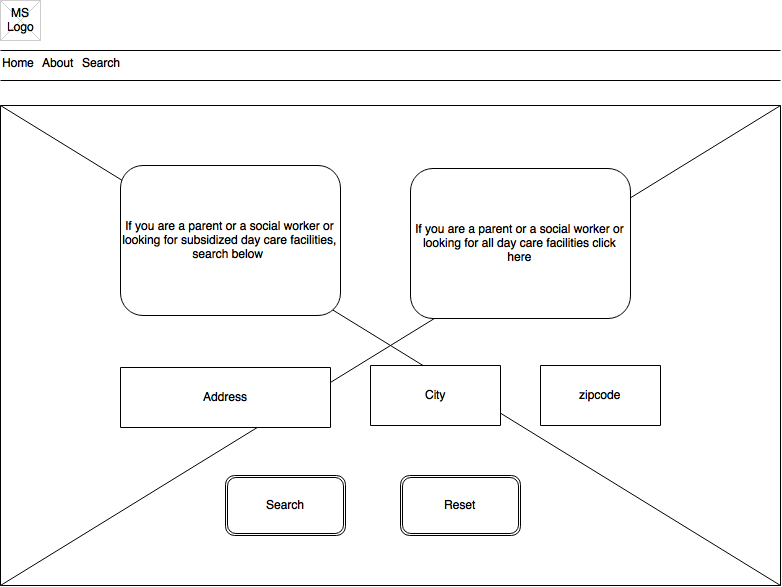 MS
Logo
Home About Search
If you are a parent or a social worker or
looking for subsidized day care facilities,
search below
If you are a parent or a social worker or
looking for all day care facilities click
here
Address
City
zipcode
Search
Reset